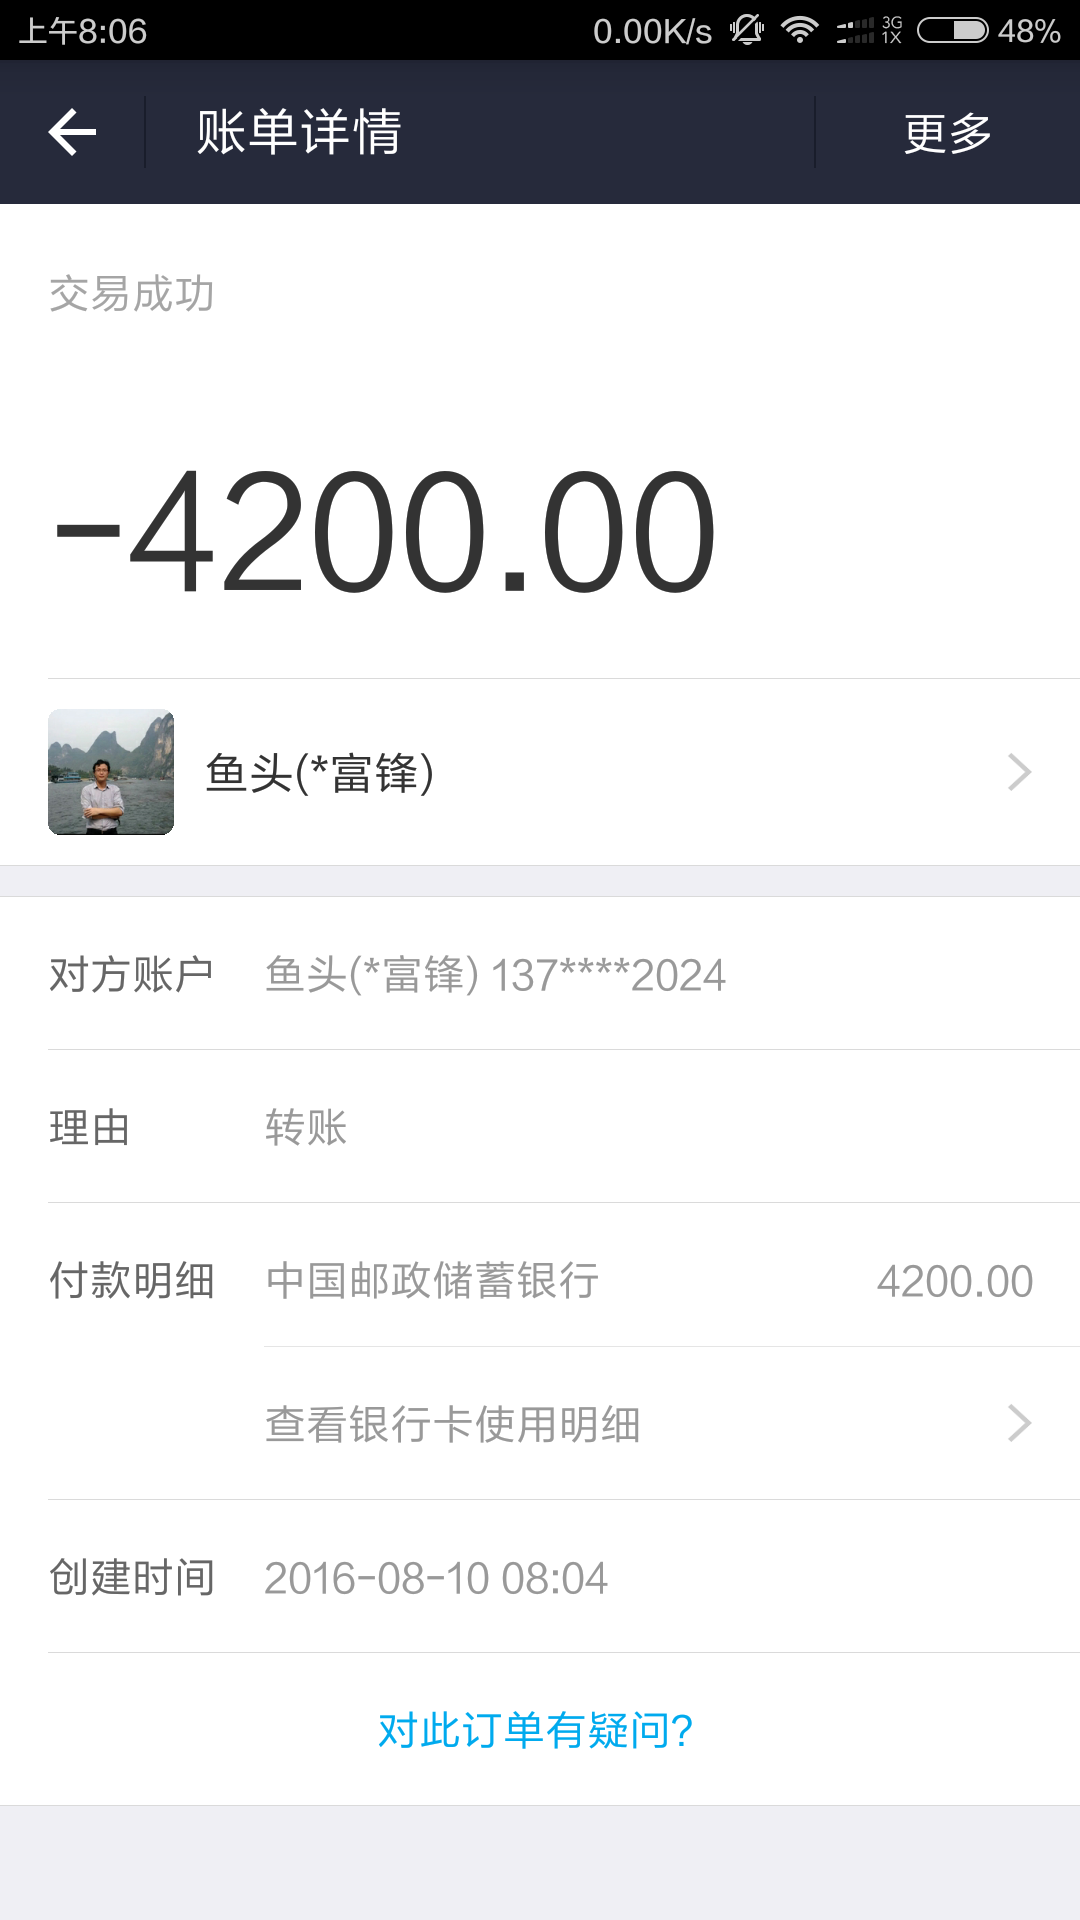 上午8:06 0.00K/s 3G 1X 48%
账单详情 更多
交易成功
-4200.00
鱼头(*富锋)
对方账户 鱼头(*富锋) 137****2024
理由 转账
付款明细 中国邮政储蓄银行 4200.00
查看银行卡使用明细
创建时间 2016-08-10 08:04
对此订单有疑问?